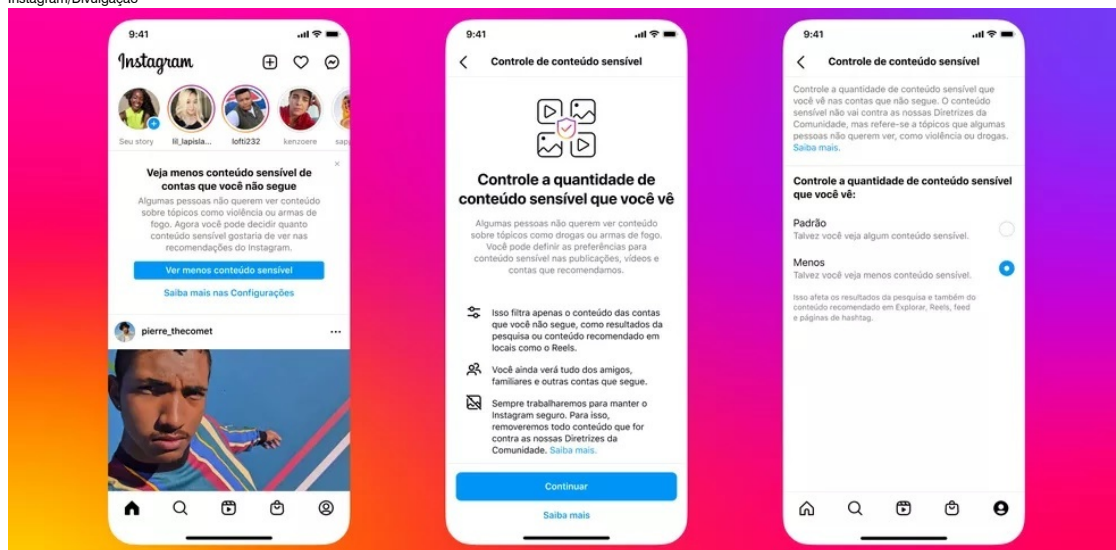 Instagram/Divulgação
9:41
Instagram
Seu story
lil_lapisla...
lofti232
kenzoere
Veja menos conteúdo sensível de
contas que você não segue
Algumas pessoas não querem ver conteúdo
sobre tópicos como violência ou armas de
fogo. Agora você pode decidir quanto
conteúdo sensível gostaria de ver nas
recomendações do Instagram.
Ver menos conteúdo sensível
Saiba mais nas Configurações
pierre_thecomet
9:41
Controle de conteúdo sensível
Controle a quantidade de
conteúdo sensível que você vê
Algumas pessoas não querem ver conteúdo
sobre tópicos como drogas ou armas de fogo.
Você pode definir as preferências para
conteúdo sensível nas publicações, vídeos e
contas que recomendamos.
Isso filtra apenas o conteúdo das contas
que você não segue, como resultados da
pesquisa ou conteúdo recomendado em
locais como o Reels.
Você ainda verá tudo dos amigos,
familiares e outras contas que segue.
Sempre trabalharemos para manter o
Instagram seguro. Para isso,
removeremos todo conteúdo que for
contra as nossas Diretrizes da
Comunidade. Saiba mais.
Continuar
Saiba mais
9:41
Controle de conteúdo sensível
Controle a quantidade de conteúdo sensível que
você vê nas contas que não segue. O conteúdo
sensível não vai contra as nossas Diretrizes da
Comunidade, mas refere-se a tópicos que algumas
pessoas não querem ver, como violência ou drogas.
Saiba mais.
Controle a quantidade de conteúdo sensível
que você vê:
Padrão
Talvez você veja algum conteúdo sensível.
Menos
Talvez você veja menos conteúdo sensível.
Isso afeta os resultados da pesquisa e também do
conteúdo recomendado em Explorar, Reels, feed
e páginas de hashtag.